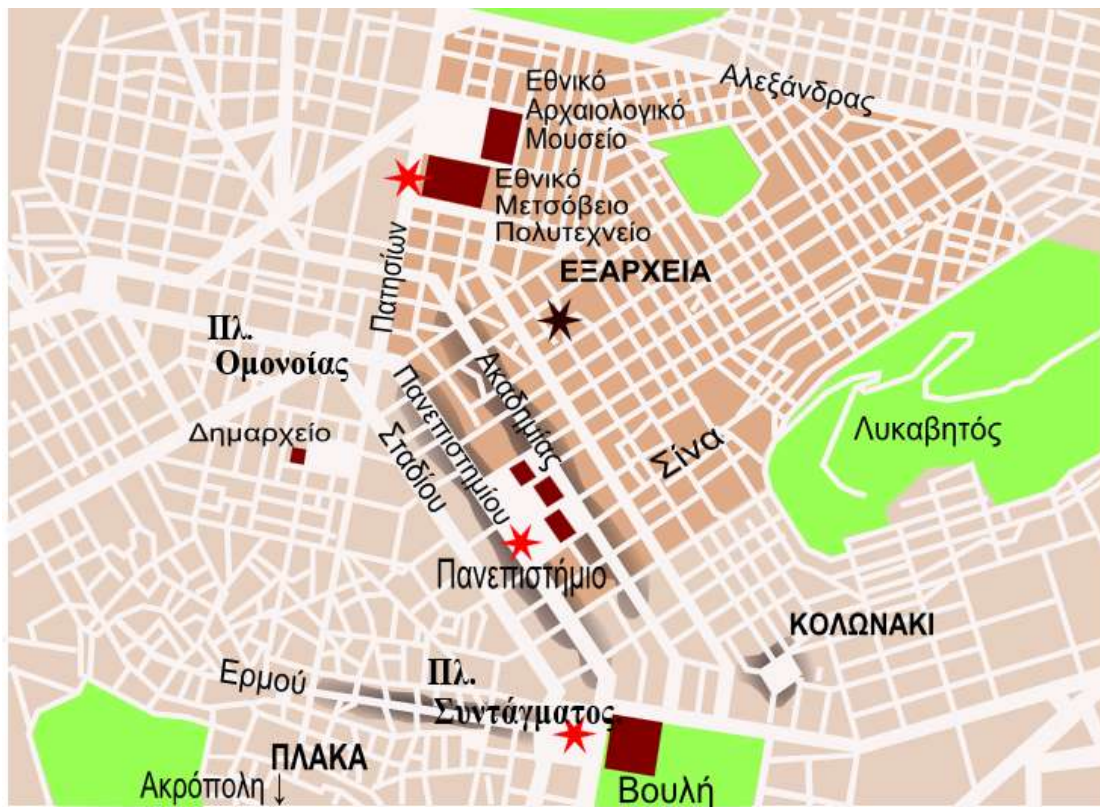 Αλεξάνδρας
Εθνικό
Αρχαιολογικό
Μουσείο
Εθνικό
Μετσόβειο
Πολυτεχνείο
Πατησίων
ΕΞΑΡΧΕΙΑ
Πλ.
Ομονοίας
Ακαδημίας
Πανεπιστημίου
Σταδίου
Δημαρχείο
Σίνα
Λυκαβητός
Πανεπιστήμιο
ΚΟΛΩΝΑΚΙ
Ερμού
Πλ.
Συντάγματος
ΠΛΑΚΑ
Ακρόπολη ↓
Βουλή